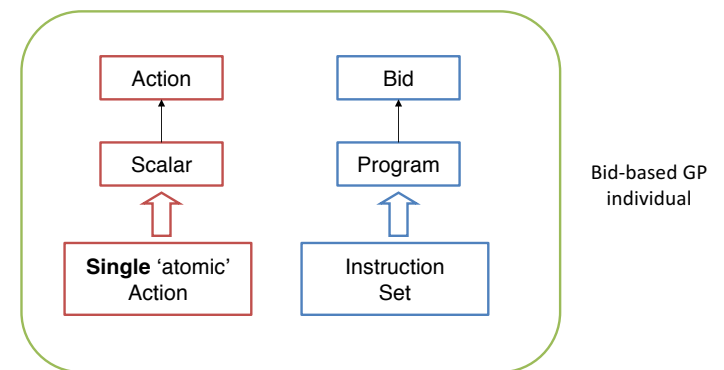 Action
Bid
Scalar
Program
Bid-based GP
individual
Single ‘atomic’
Action
Instruction
Set